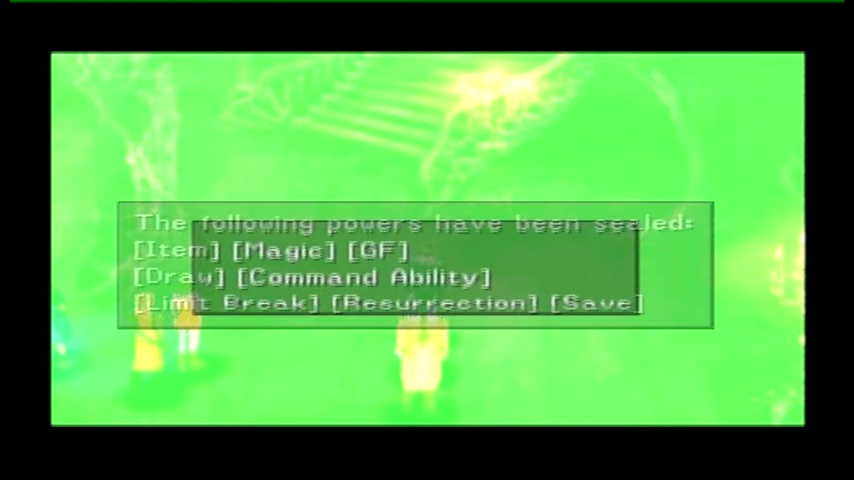 The following powers have been sealed:
[Item] [Magic] [GF]
[Draw] [Command Ability]
[Limit Break] [Resurrection] [Save]